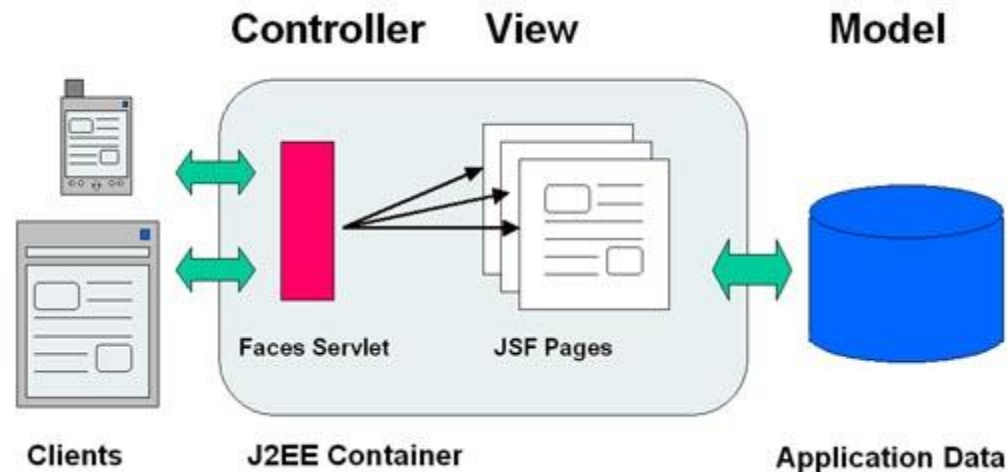 Controller View Model
Faces Servlet JSF Pages
Clients J2EE Container Application Data